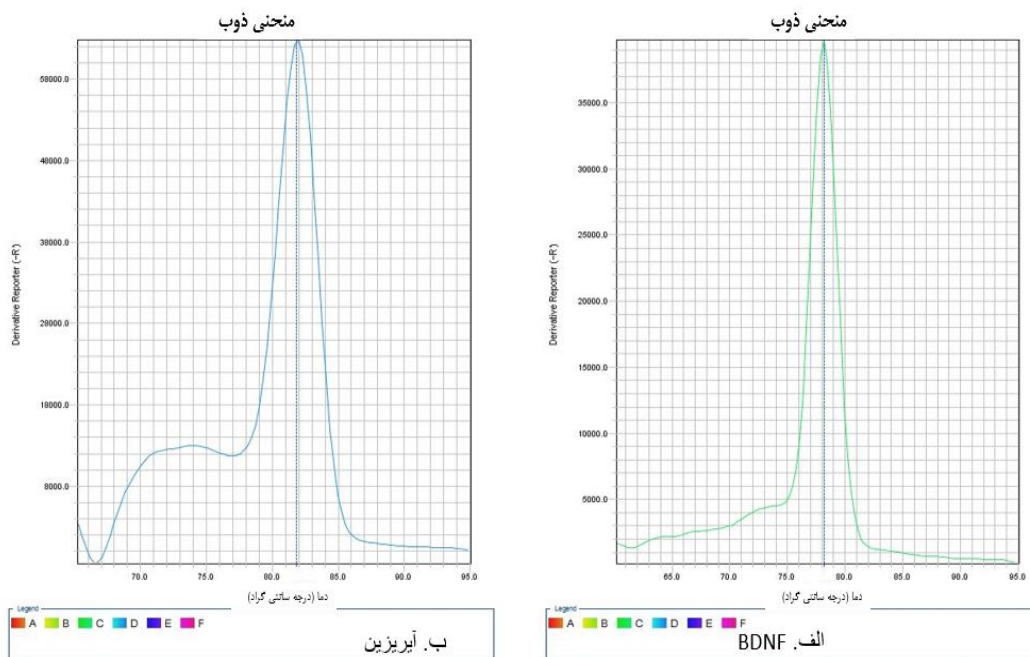 منحنی ذوب
35000.0
30000.0
25000.0
20000.0
15000.0
10000.0
5000.0
Derivative Reporter (-R')
65.0 70.0 75.0 80.0 85.0 90.0 95.0
دما (درجه سانتی گراد)
Legend
A B C D E F
الف. BDNF
منحنی ذوب
58000.0
48000.0
38000.0
28000.0
18000.0
8000.0
Derivative Reporter (-R')
70.0 75.0 80.0 85.0 90.0 95.0
دما (درجه سانتی گراد)
Legend
A B C D E F
ب. آیریزین